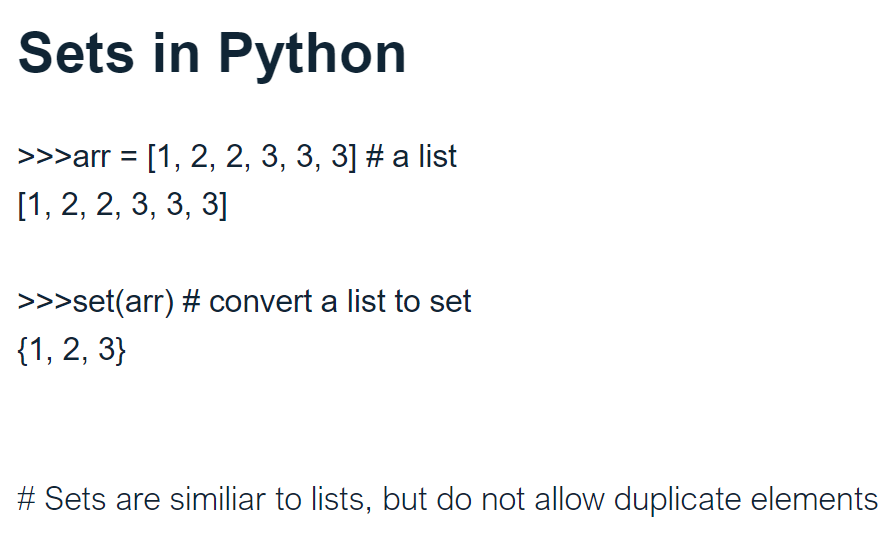 Sets in Python
>>>arr = [1, 2, 2, 3, 3, 3] # a list
[1, 2, 2, 3, 3, 3]
>>>set(arr) # convert a list to set
{1, 2, 3}
# Sets are similiar to lists, but do not allow duplicate elements